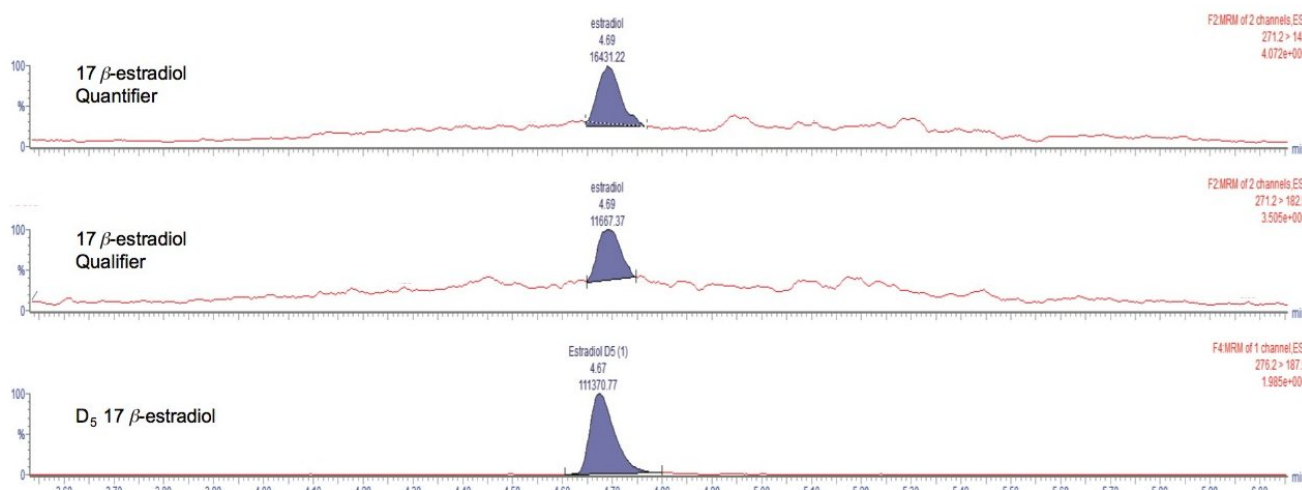 estradiol
4.69
16431.22
F2:MRM of 2 channels,ES
271.2 > 14
4.072e+00
17 β-estradiol
Quantifier
100
%
0
mi
estradiol
4.69
11667.37
F2:MRM of 2 channels,ES
271.2 > 182.
3.505e+00
17 β-estradiol
Qualifier
100
%
0
mi
Estradiol D5 (1)
4.67
111370.77
F4:MRM of 1 channel,ES
276.2 > 187.
1.985e+00
D₅ 17 β-estradiol
100
%
0
mi